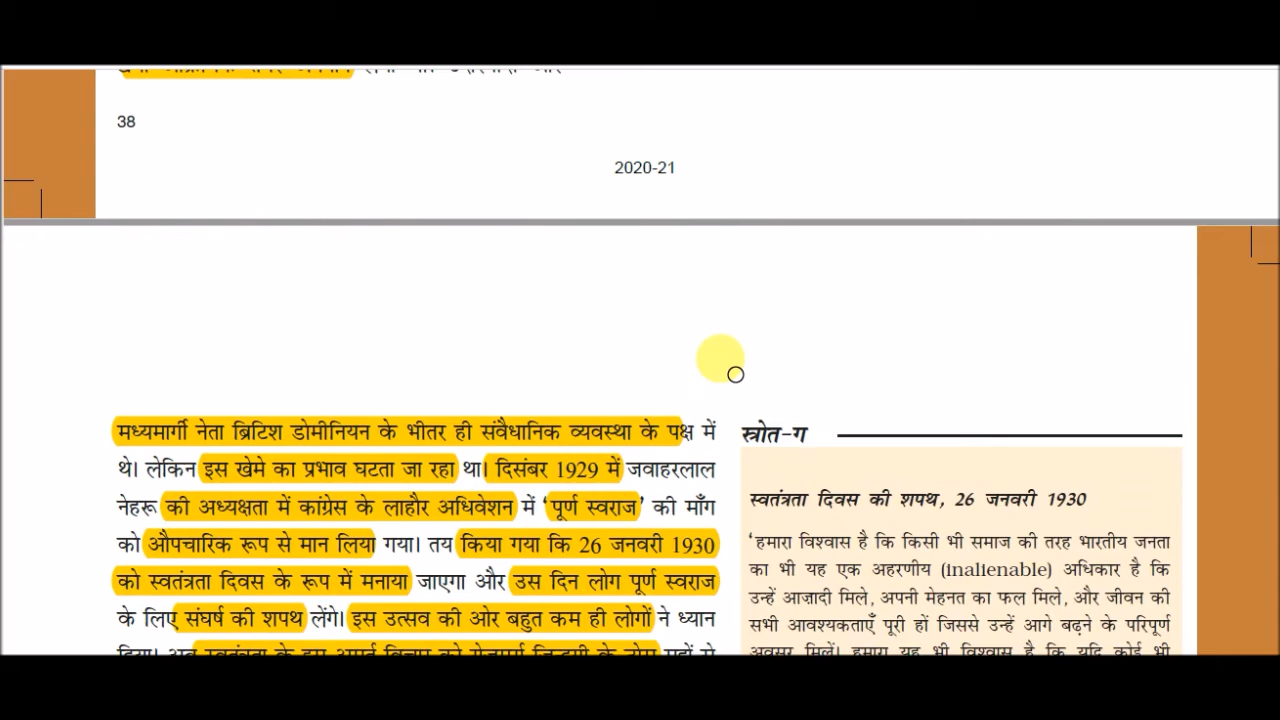 38
2020-21
मध्यमार्गी नेता ब्रिटिश डोमीनियन के भीतर ही संवैधानिक व्यवस्था के पक्ष में
थे। लेकिन इस खेमे का प्रभाव घटता जा रहा था। दिसंबर 1929 में जवाहरलाल
नेहरू की अध्यक्षता में कांग्रेस के लाहौर अधिवेशन में ‘पूर्ण स्वराज’ की माँग
को औपचारिक रूप से मान लिया गया। तय किया गया कि 26 जनवरी 1930
को स्वतंत्रता दिवस के रूप में मनाया जाएगा और उस दिन लोग पूर्ण स्वराज
के लिए संघर्ष की शपथ लेंगे। इस उत्सव की ओर बहुत कम ही लोगों ने ध्यान
स्त्रोत-ग
स्वतंत्रता दिवस की शपथ, 26 जनवरी 1930
‘हमारा विश्वास है कि किसी भी समाज की तरह भारतीय जनता
का भी यह एक अहरणीय (inalienable) अधिकार है कि
उन्हें आज़ादी मिले, अपनी मेहनत का फल मिले, और जीवन की
सभी आवश्यकताएँ पूरी हों जिससे उन्हें आगे बढ़ने के परिपूर्ण
अवसर मिलें। हमारा यह भी विश्वास है कि यदि कोई भी